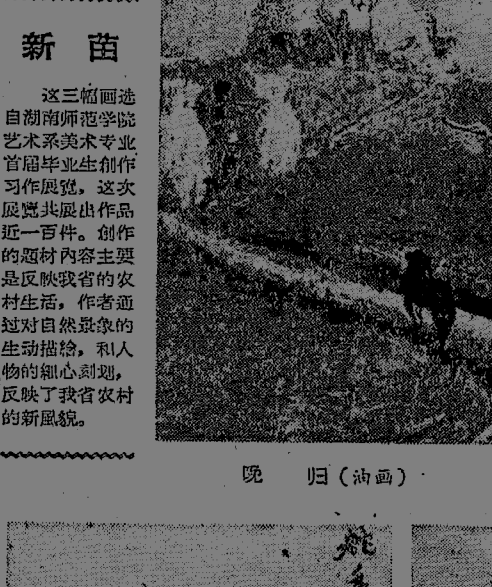 新苗
这三幅画选
自湖南师范学院
艺术系美术专业
首届毕业生创作
习作展览，这次
展览共展出作品
近一百件。创作
的题材内容主要
是反映我省的农
村生活，作者通
过对自然景象的
生动描绘，和人
物的细心刻划，
反映了我省农村
的新风貌。
晚 归（油画）